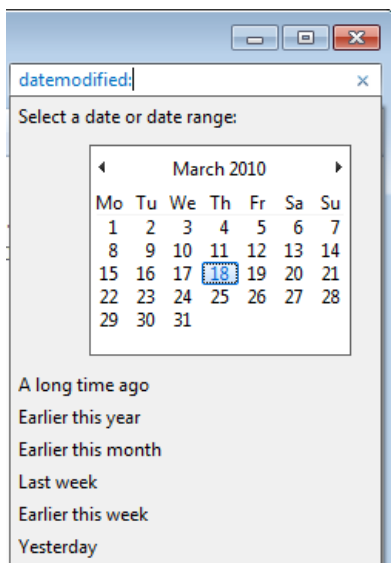 datemodified:
Select a date or date range:
March 2010
Mo Tu We Th Fr Sa Su
1 2 3 4 5 6 7
8 9 10 11 12 13 14
15 16 17 18 19 20 21
22 23 24 25 26 27 28
29 30 31
A long time ago
Earlier this year
Earlier this month
Last week
Earlier this week
Yesterday